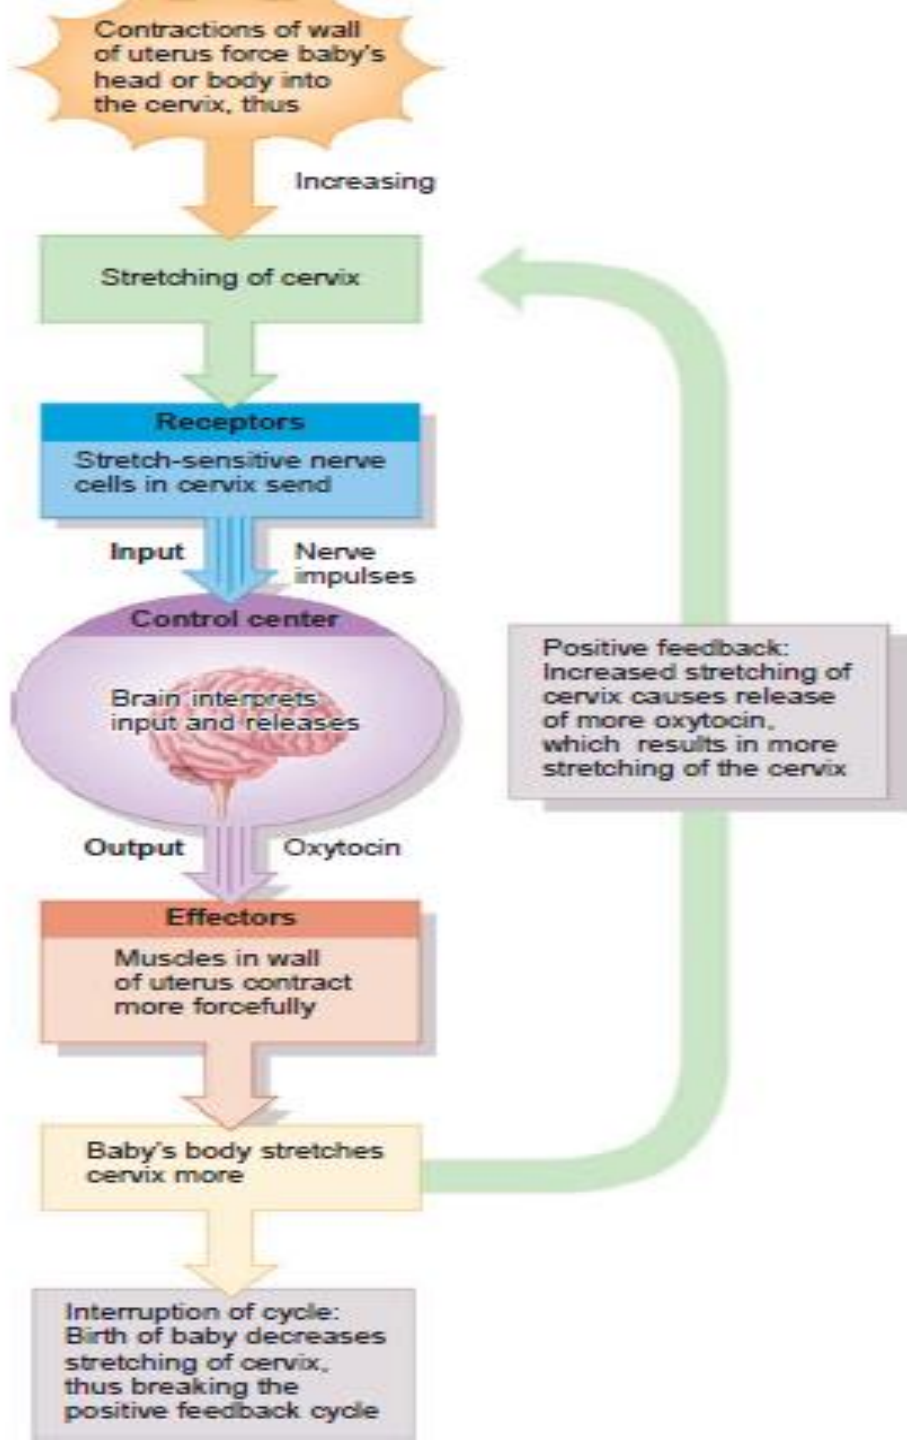 Contractions of wall
of uterus force baby's
head or body into
the cervix, thus
Increasing
Stretching of cervix
Receptors
Stretch-sensitive nerve
cells in cervix send
Input
Nerve
impulses
Control center
Brain interprets
input and releases
Output
Oxytocin
Effectors
Muscles in wall
of uterus contract
more forcefully
Baby's body stretches
cervix more
Interruption of cycle:
Birth of baby decreases
stretching of cervix,
thus breaking the
positive feedback cycle
Positive feedback:
Increased stretching of
cervix causes release
of more oxytocin,
which results in more
stretching of the cervix